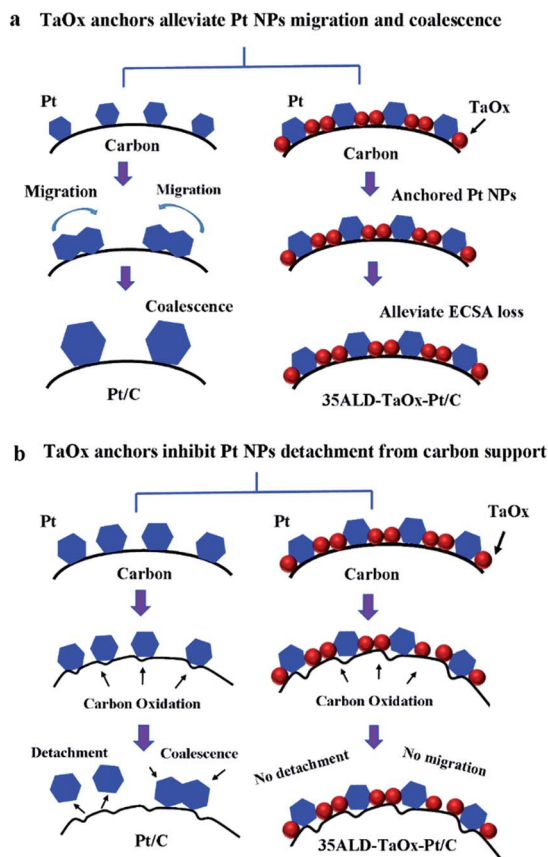 a TaOx anchors alleviate Pt NPs migration and coalescence
Pt
Carbon
Migration
Migration
Coalescence
Pt/C
Pt
TaOx
Carbon
Anchored Pt NPs
Alleviate ECSA loss
35ALD-TaOx-Pt/C
b TaOx anchors inhibit Pt NPs detachment from carbon support
Pt
Carbon
Carbon Oxidation
Detachment
Coalescence
Pt/C
Pt
TaOx
Carbon
Carbon Oxidation
No detachment
No migration
35ALD-TaOx-Pt/C